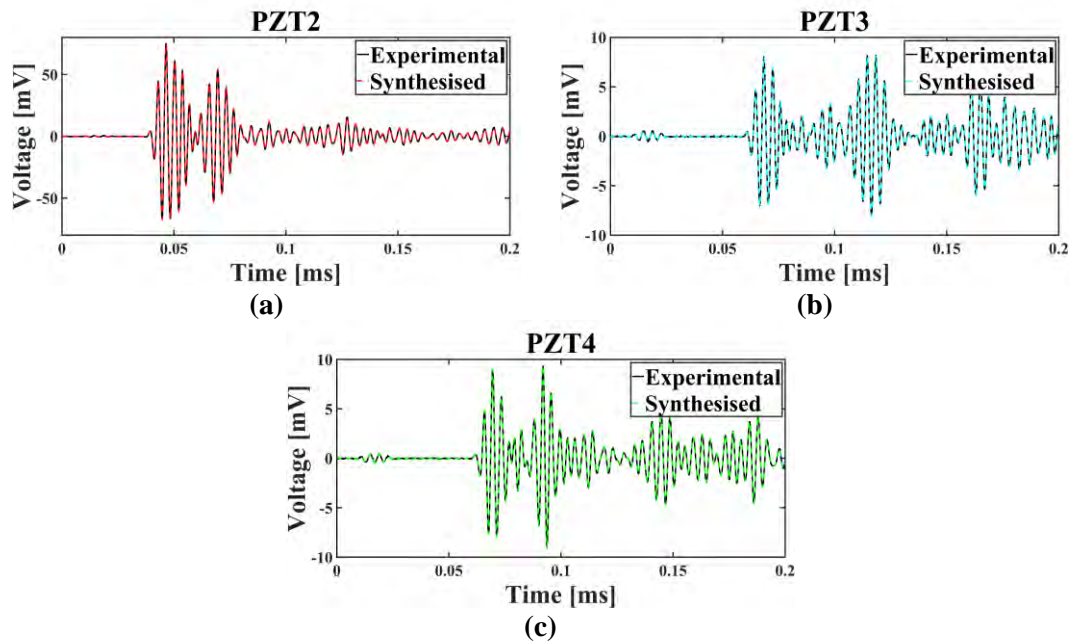 PZT2
Experimental
Synthesised
Voltage [mV]
50
0
-50
0
0.05
0.1
0.15
0.2
Time [ms]
(a)
PZT3
Experimental
Synthesised
Voltage [mV]
10
5
0
-5
-10
0
0.05
0.1
0.15
0.2
Time [ms]
(b)
PZT4
Experimental
Synthesised
Voltage [mV]
10
5
0
-5
-10
0
0.05
0.1
0.15
0.2
Time [ms]
(c)